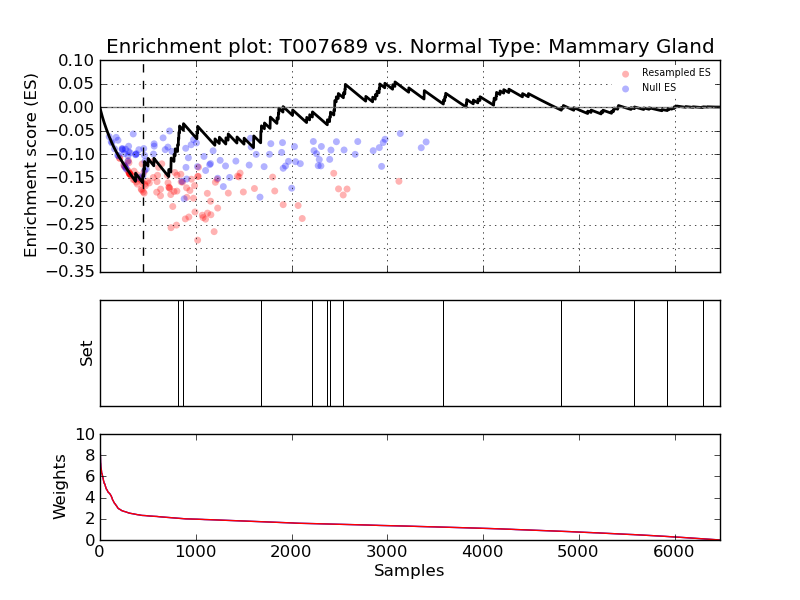 Enrichment plot: T007689 vs. Normal Type: Mammary Gland
Enrichment score (ES)
0.10
0.05
0.00
−0.05
−0.10
−0.15
−0.20
−0.25
−0.30
−0.35
Resampled ES
Null ES
Set
Weights
10
8
6
4
2
0
0 1000 2000 3000 4000 5000 6000
Samples